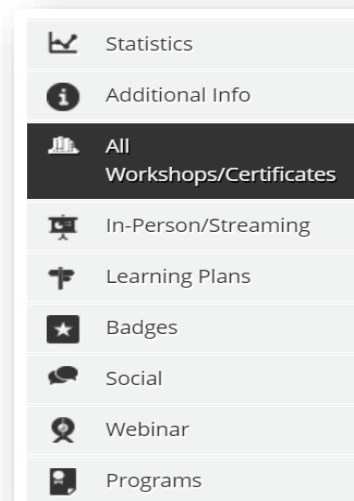 Statistics
Additional Info
All
Workshops/Certificates
In-Person/Streaming
Learning Plans
Badges
Social
Webinar
Programs